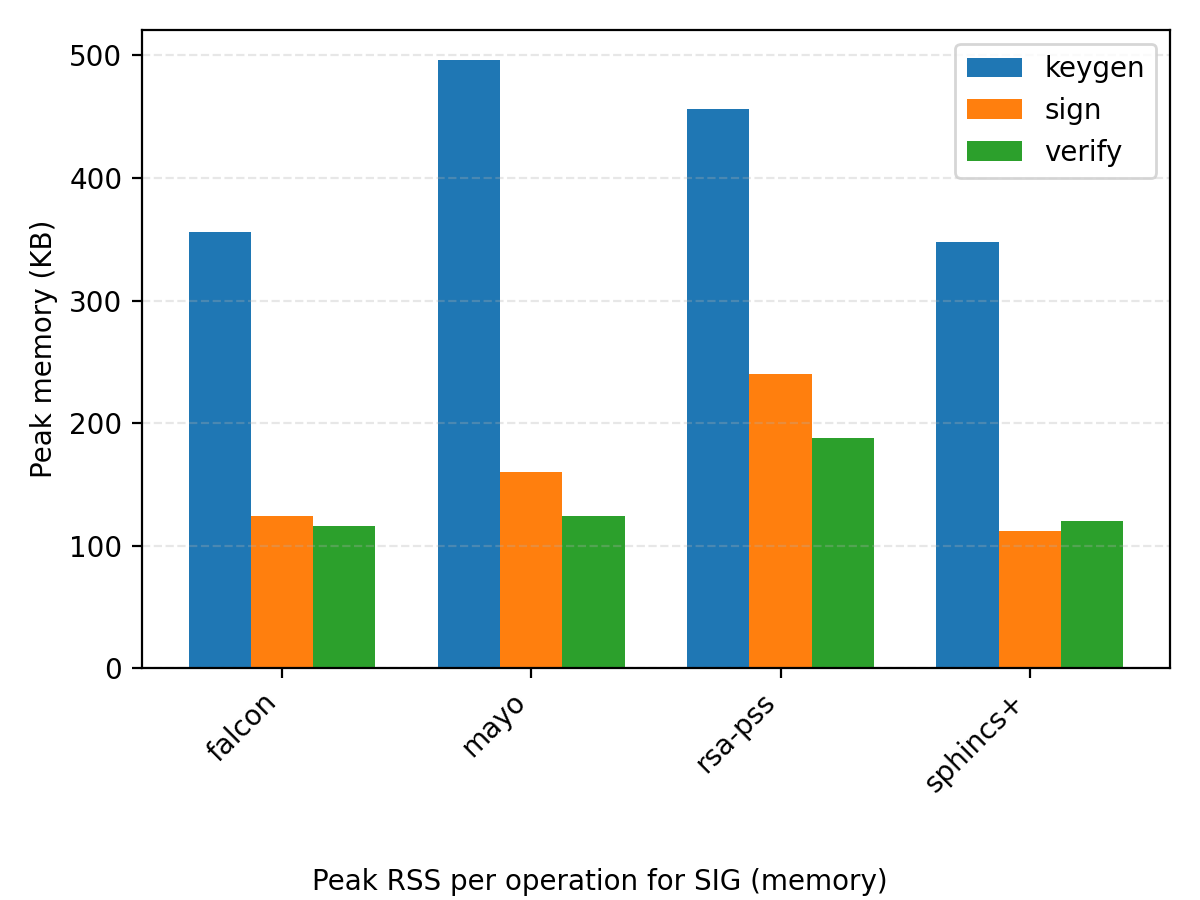 500
400
300
200
100
0
Peak memory (KB)
keygen
sign
verify
falcon
mayo
rsa-pss
sphincs+
Peak RSS per operation for SIG (memory)